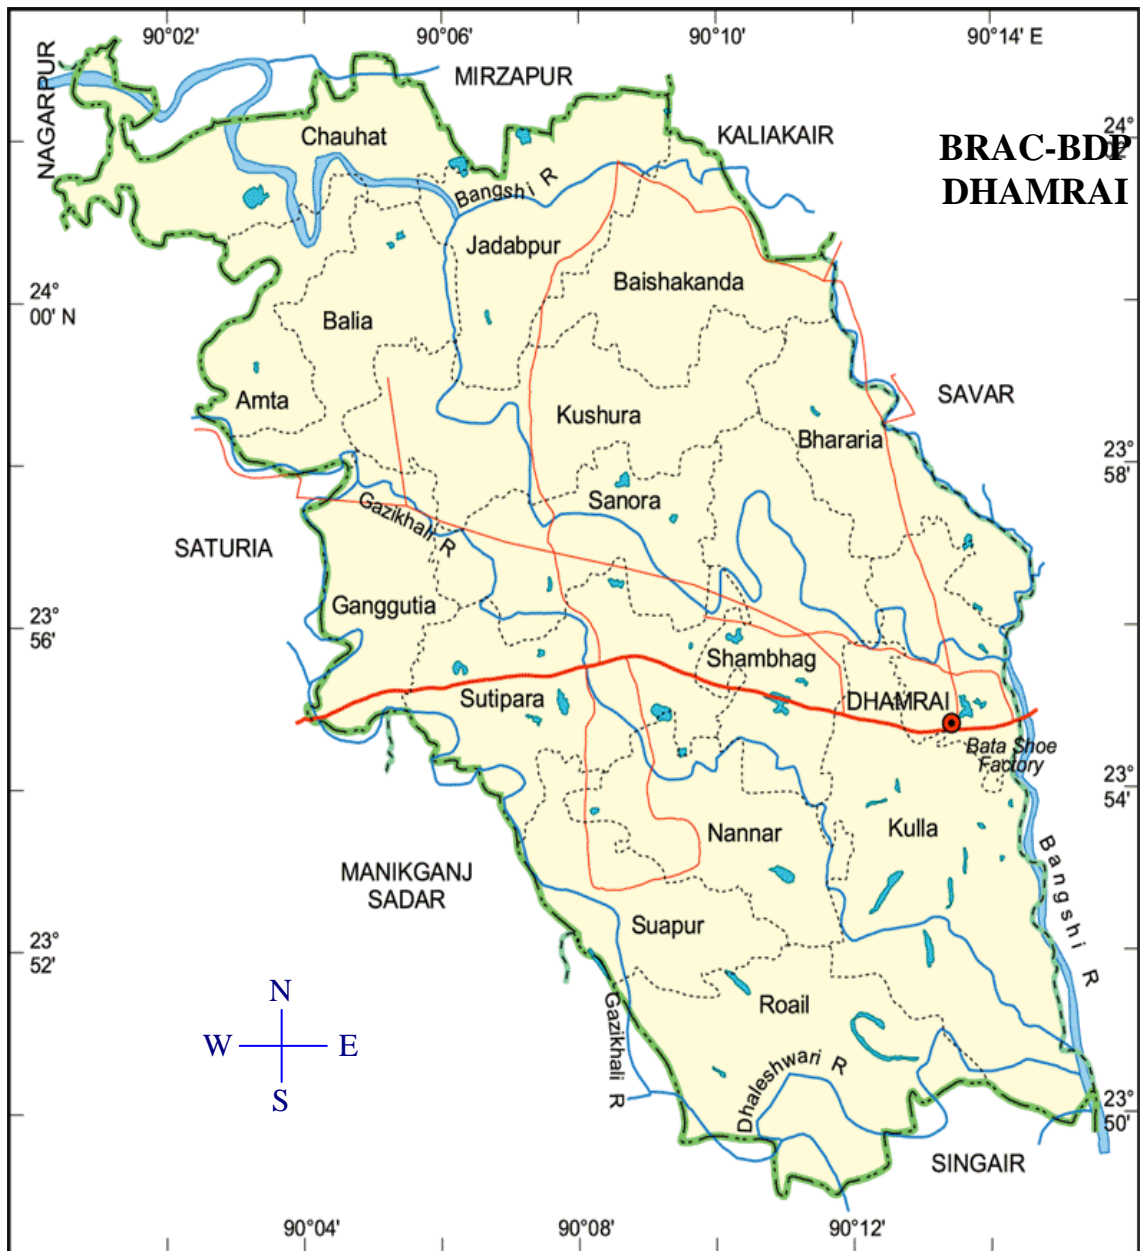 90°02'
90°06'
90°10'
90°14' E
NAGARPUR
MIRZAPUR
KALIAKAIR
24°
02'
BRAC-BDP
DHAMRAI
Chauhat
Bangshi R
Jadabpur
Baishakanda
24°
00' N
Balia
Amta
SAVAR
Kushura
Bhararia
23°
58'
Sanora
Gazikhali R
SATURIA
Ganggutia
23°
56'
Shambhag
Sutipara
DHAMRAI
Bata Shoe
Factory
23°
54'
Nannar
Kulla
MANIKGANJ
SADAR
Bangshi R
Suapur
23°
52'
Roail
N
W
E
S
Gazikhali R
Dhaleshwari R
23°
50'
SINGAIR
90°04'
90°08'
90°12'